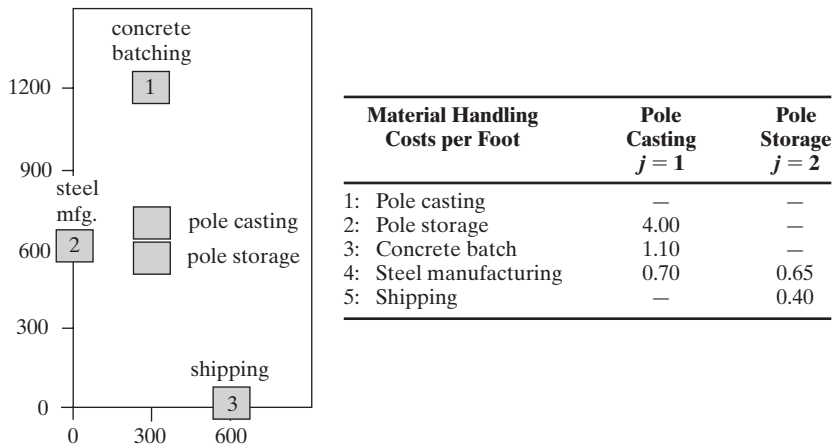 concrete
batching
1200
1
900
steel
mfg.
pole casting
600
2
pole storage
300
shipping
0
3
0 300 600
Material Handling Pole Pole
Costs per Foot Casting Storage
j = 1 j = 2
1: Pole casting — —
2: Pole storage 4.00 —
3: Concrete batch 1.10 —
4: Steel manufacturing 0.70 0.65
5: Shipping — 0.40